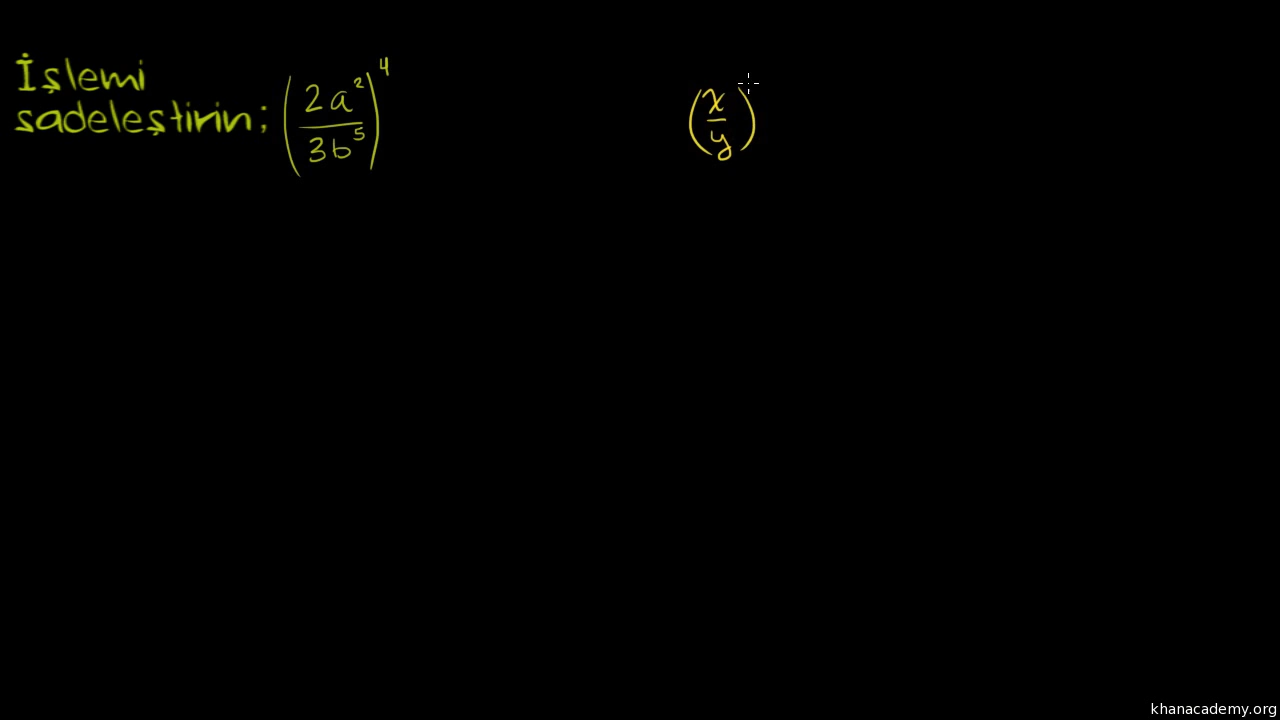 İşlemi
sadeleştirin; (2a²/3b⁵)⁴
(x/y)
khanacademy.org